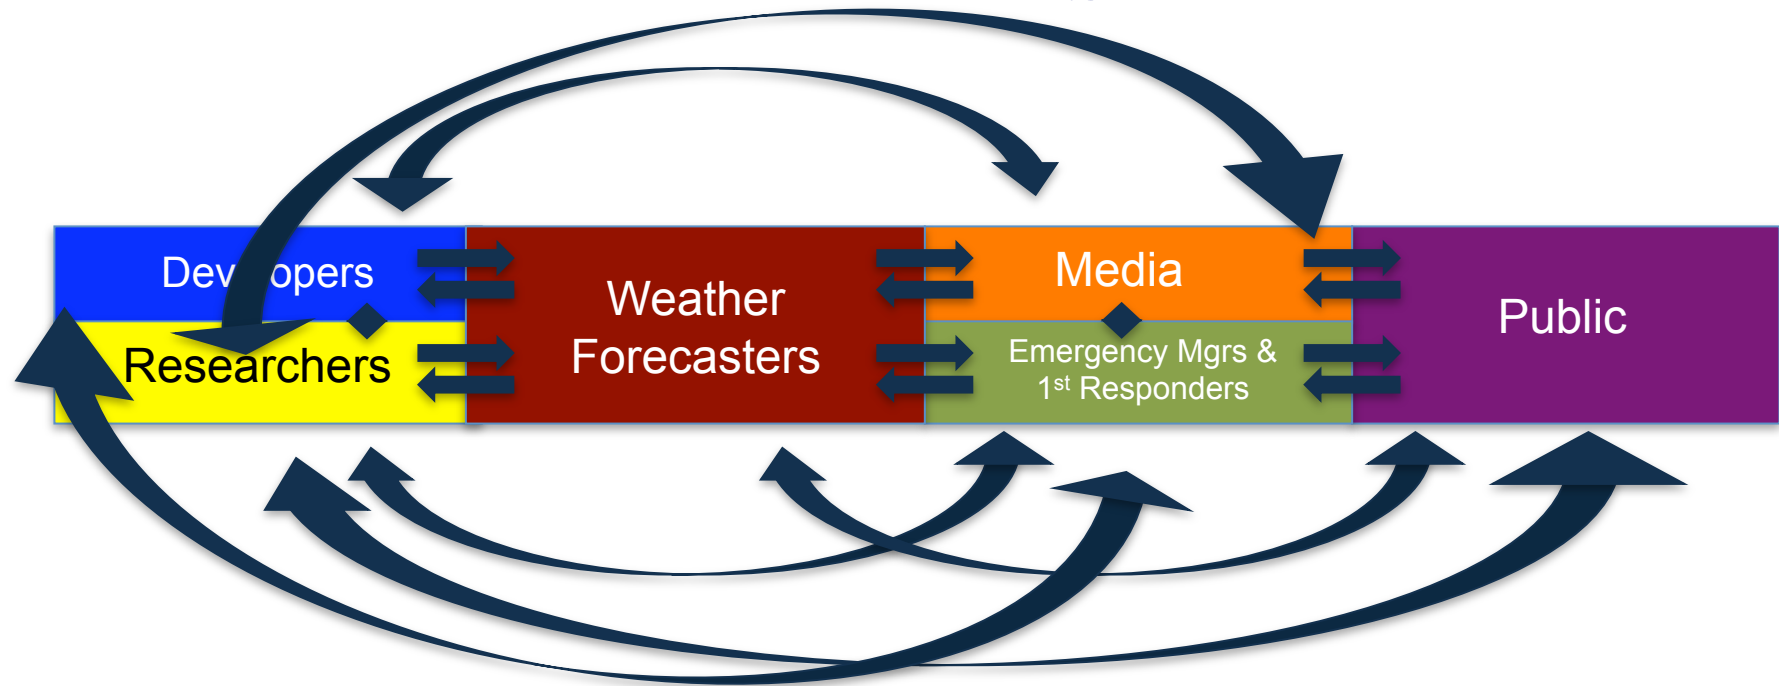 Developers
Researchers
Weather
Forecasters
Media
Emergency Mgrs &
1st Responders
Public